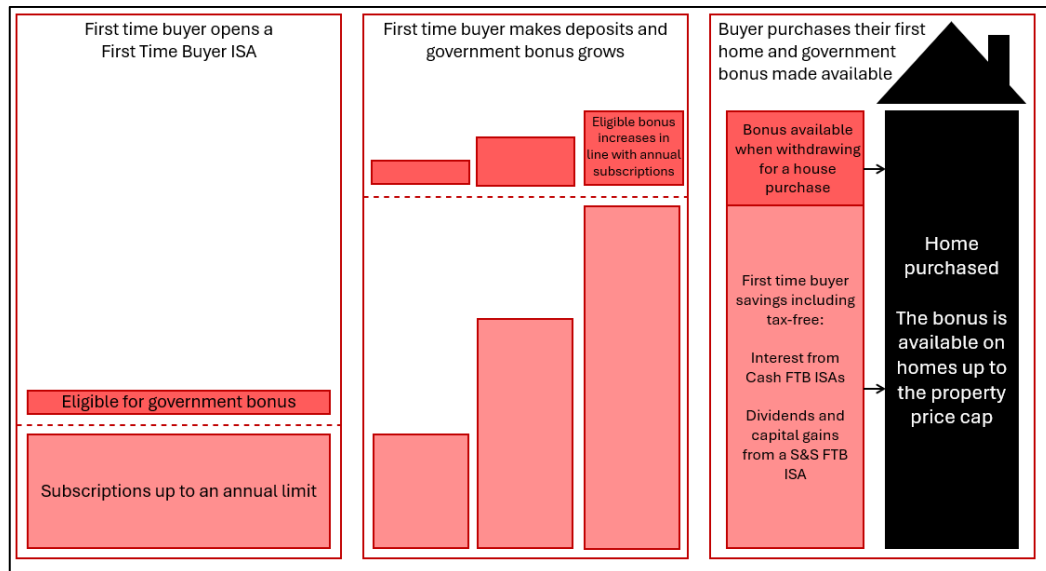 First time buyer opens a
First Time Buyer ISA
Eligible for government bonus
Subscriptions up to an annual limit
First time buyer makes deposits and
government bonus grows
Eligible bonus
increases in
line with annual
subscriptions
Buyer purchases their first
home and government
bonus made available
Bonus available
when withdrawing
for a house
purchase
First time buyer
savings including
tax-free:
Interest from
Cash FTB ISAs
Dividends and
capital gains
from a S&S FTB
ISA
Home
purchased
The bonus is
available on
homes up to
the property
price cap